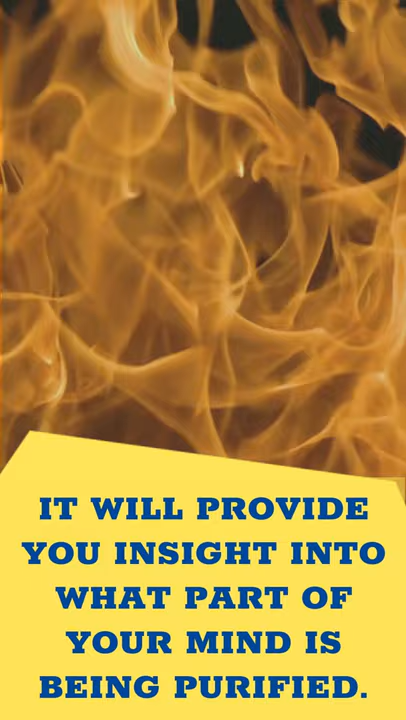 IT WILL PROVIDE
YOU INSIGHT INTO
WHAT PART OF
YOUR MIND IS
BEING PURIFIED.